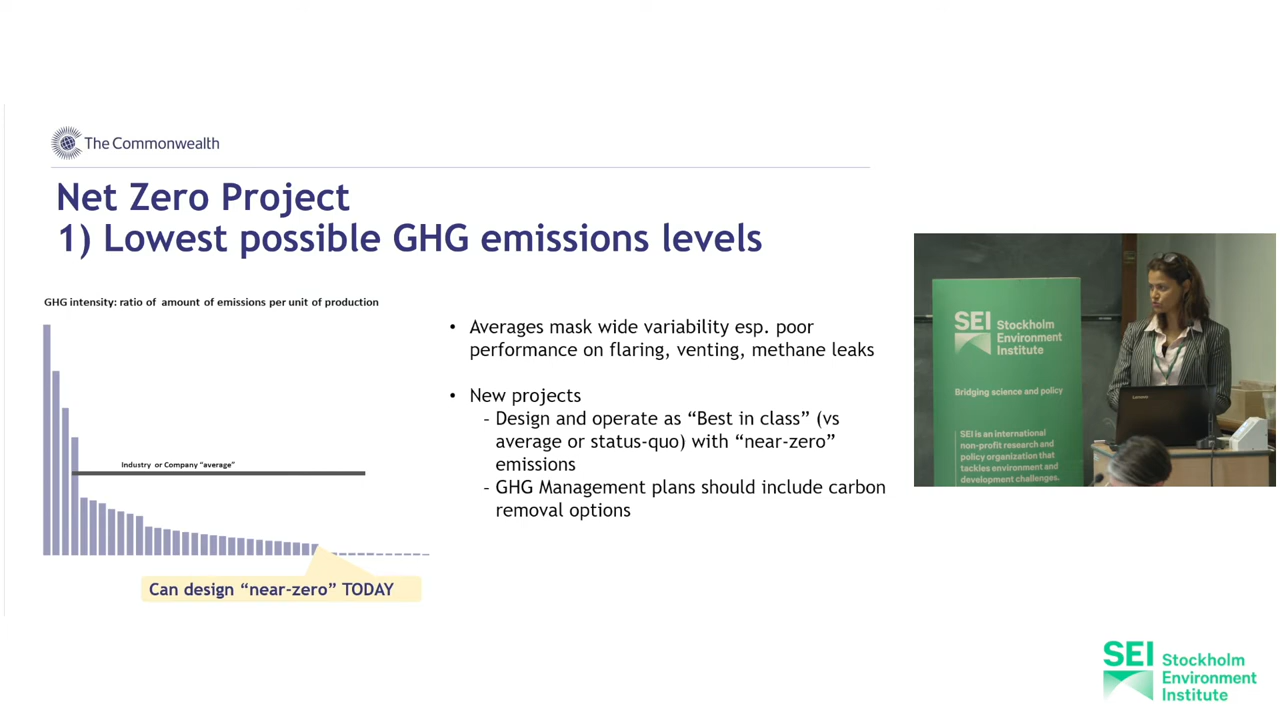 The Commonwealth
Net Zero Project
1) Lowest possible GHG emissions levels
GHG intensity: ratio of amount of emissions per unit of production
Industry or Company “average”
Can design “near-zero” TODAY
• Averages mask wide variability esp. poor
performance on flaring, venting, methane leaks
• New projects
- Design and operate as “Best in class” (vs
average or status-quo) with “near-zero”
emissions
- GHG Management plans should include carbon
removal options
SEI Stockholm
Environment
Institute
Bridging science and policy
SEI is an international
non-profit research and
policy organization that
tackles environment and
development challenges.
Lenovo
SEI Stockholm
Environment
Institute